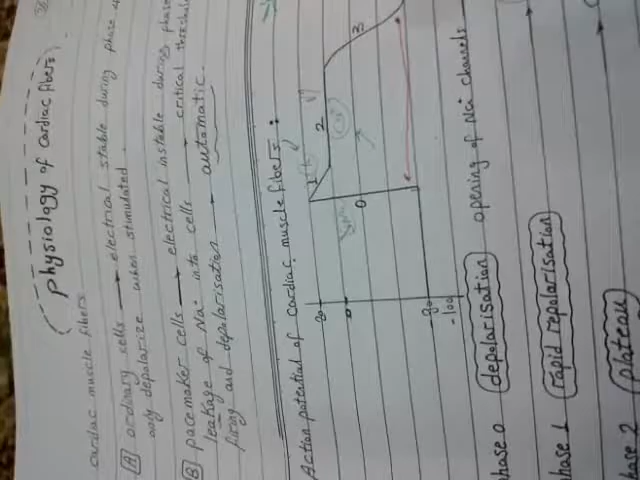 physiology of cardiac fibers
cardiac muscle fibers
A ordinary cells → electrical stable during phase 4
only depolarize when stimulated.
B pacemaker cells → electrical instable during phase
leakage of Na+ into cells → critical threshold
firing and depolarisation → automatic.
Action potential of cardiac muscle fibers:
20
0
-90
-100
0
1
2
3
phase 0 depolarisation opening of Na+ channels
phase 1 rapid repolarisation
phase 2 plateau